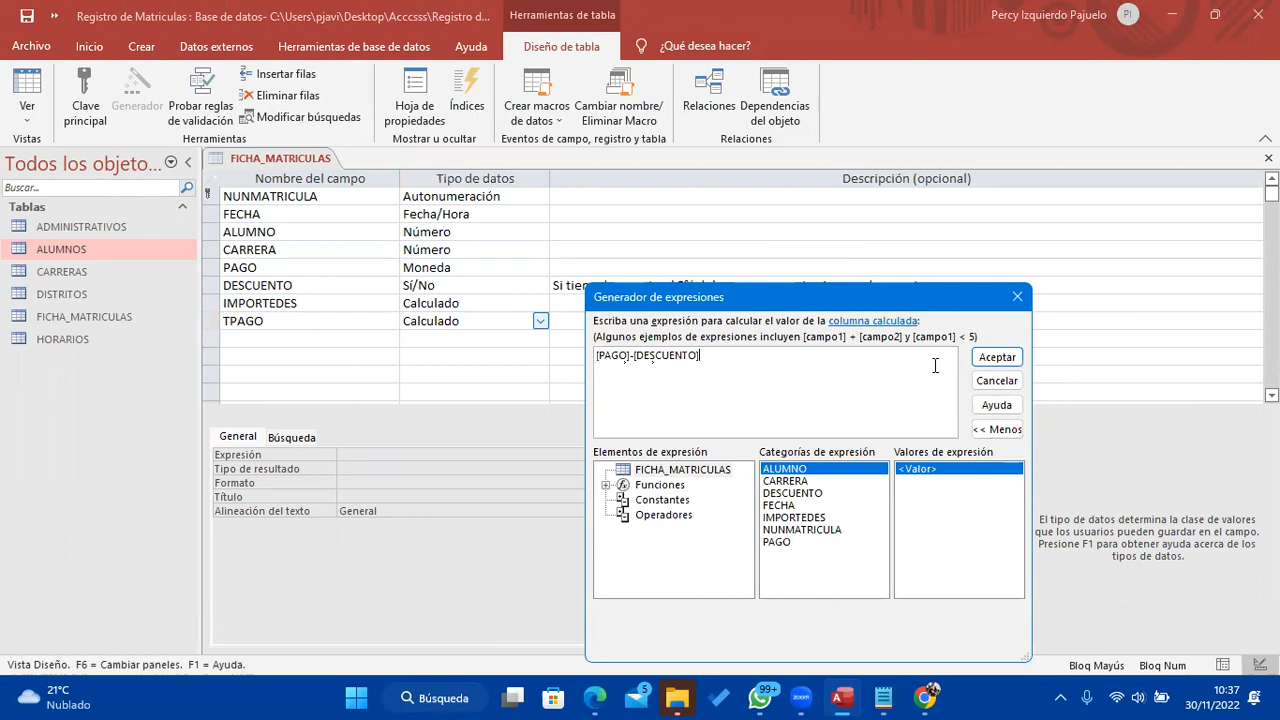 Registro de Matriculas : Base de datos- C:\Users\pjavi\Desktop\Acccsss\Registro d...
Herramientas de tabla
Percy Izquierdo Pajuelo
PI
Archivo
Inicio
Crear
Datos externos
Herramientas de base de datos
Ayuda
Diseño de tabla
¿Qué desea hacer?
Ver
Clave principal
Generador
Probar reglas de validación
Insertar filas
Eliminar filas
Modificar búsquedas
Hoja de propiedades
Índices
Crear macros de datos
Cambiar nombre/ Eliminar Macro
Relaciones
Dependencias del objeto
Vistas
Herramientas
Mostrar u ocultar
Eventos de campo, registro y tabla
Relaciones
Todos los objeto...
Buscar...
Tablas
ADMINISTRATIVOS
ALUMNOS
CARRERAS
DISTRITOS
FICHA_MATRICULAS
HORARIOS
FICHA_MATRICULAS
Nombre del campo
Tipo de datos
Descripción (opcional)
NUNMATRICULA
Autonumeración
FECHA
Fecha/Hora
ALUMNO
Número
CARRERA
Número
PAGO
Moneda
DESCUENTO
Sí/No
IMPORTEDES
Calculado
TPAGO
Calculado
General
Búsqueda
Expresión
Tipo de resultado
Formato
Título
Alineación del texto
General
Generador de expresiones
Escriba una expresión para calcular el valor de la columna calculada:
(Algunos ejemplos de expresiones incluyen [campo1] + [campo2] y [campo1] < 5)
[PAGO]-[DESCUENTO]
Aceptar
Cancelar
Ayuda
<< Menos
Elementos de expresión
Categorías de expresión
Valores de expresión
FICHA_MATRICULAS
Funciones
Constantes
Operadores
ALUMNO
CARRERA
DESCUENTO
FECHA
IMPORTEDES
NUNMATRICULA
PAGO
<Valor>
El tipo de datos determina la clase de valores
que los usuarios pueden guardar en el campo.
Presione F1 para obtener ayuda acerca de los
tipos de datos.
Vista Diseño. F6 = Cambiar paneles. F1 = Ayuda.
Bloq Mayús
Bloq Num
21°C
Nublado
Búsqueda
5
99+
zoom
10:37
30/11/2022